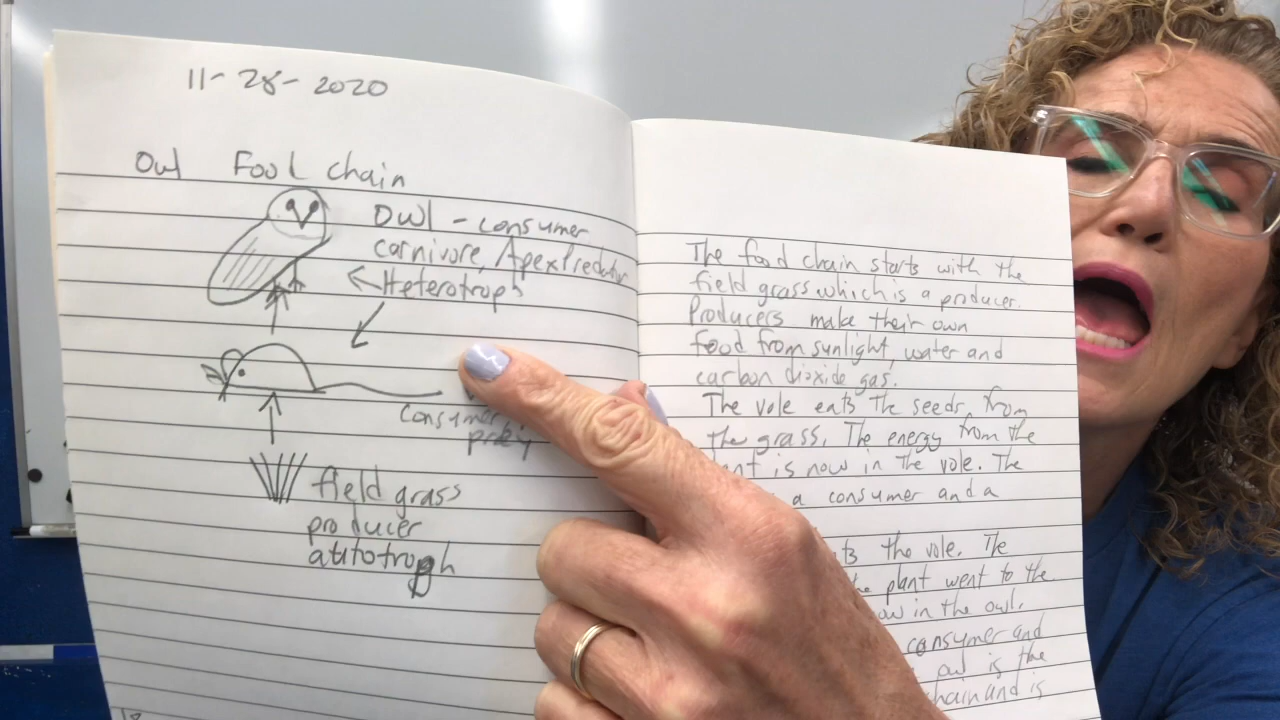 11-28-2020
Owl Food chain
Owl - consumer
carnivore, Apex Predator
Heterotroph
Consumer
prey
field grass
producer
autotroph
The food chain starts with the
field grass which is a producer.
Producers make their own
food from sunlight, water and
carbon dioxide gas.
The vole eats the seeds from
the grass. The energy from the
is now in the vole. The
a consumer and a
the vole. The
plant went to the
in the owl.
consumer and
owl is the
and is